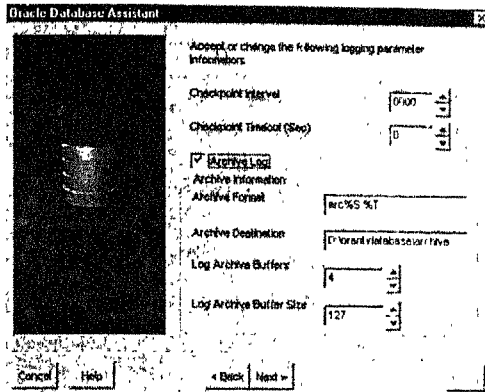 Oracle Database Assistant
Accept or change the following logging parameter
information:
Checkpoint Interval
Checkpoint Timeout (Sec)
0
Archive Log
Archive Information
Archive Format
arc%S %T
Archive Destination
Log Archive Buffers
4
Log Archive Buffer Size
127
Cancel Help < Back Next >